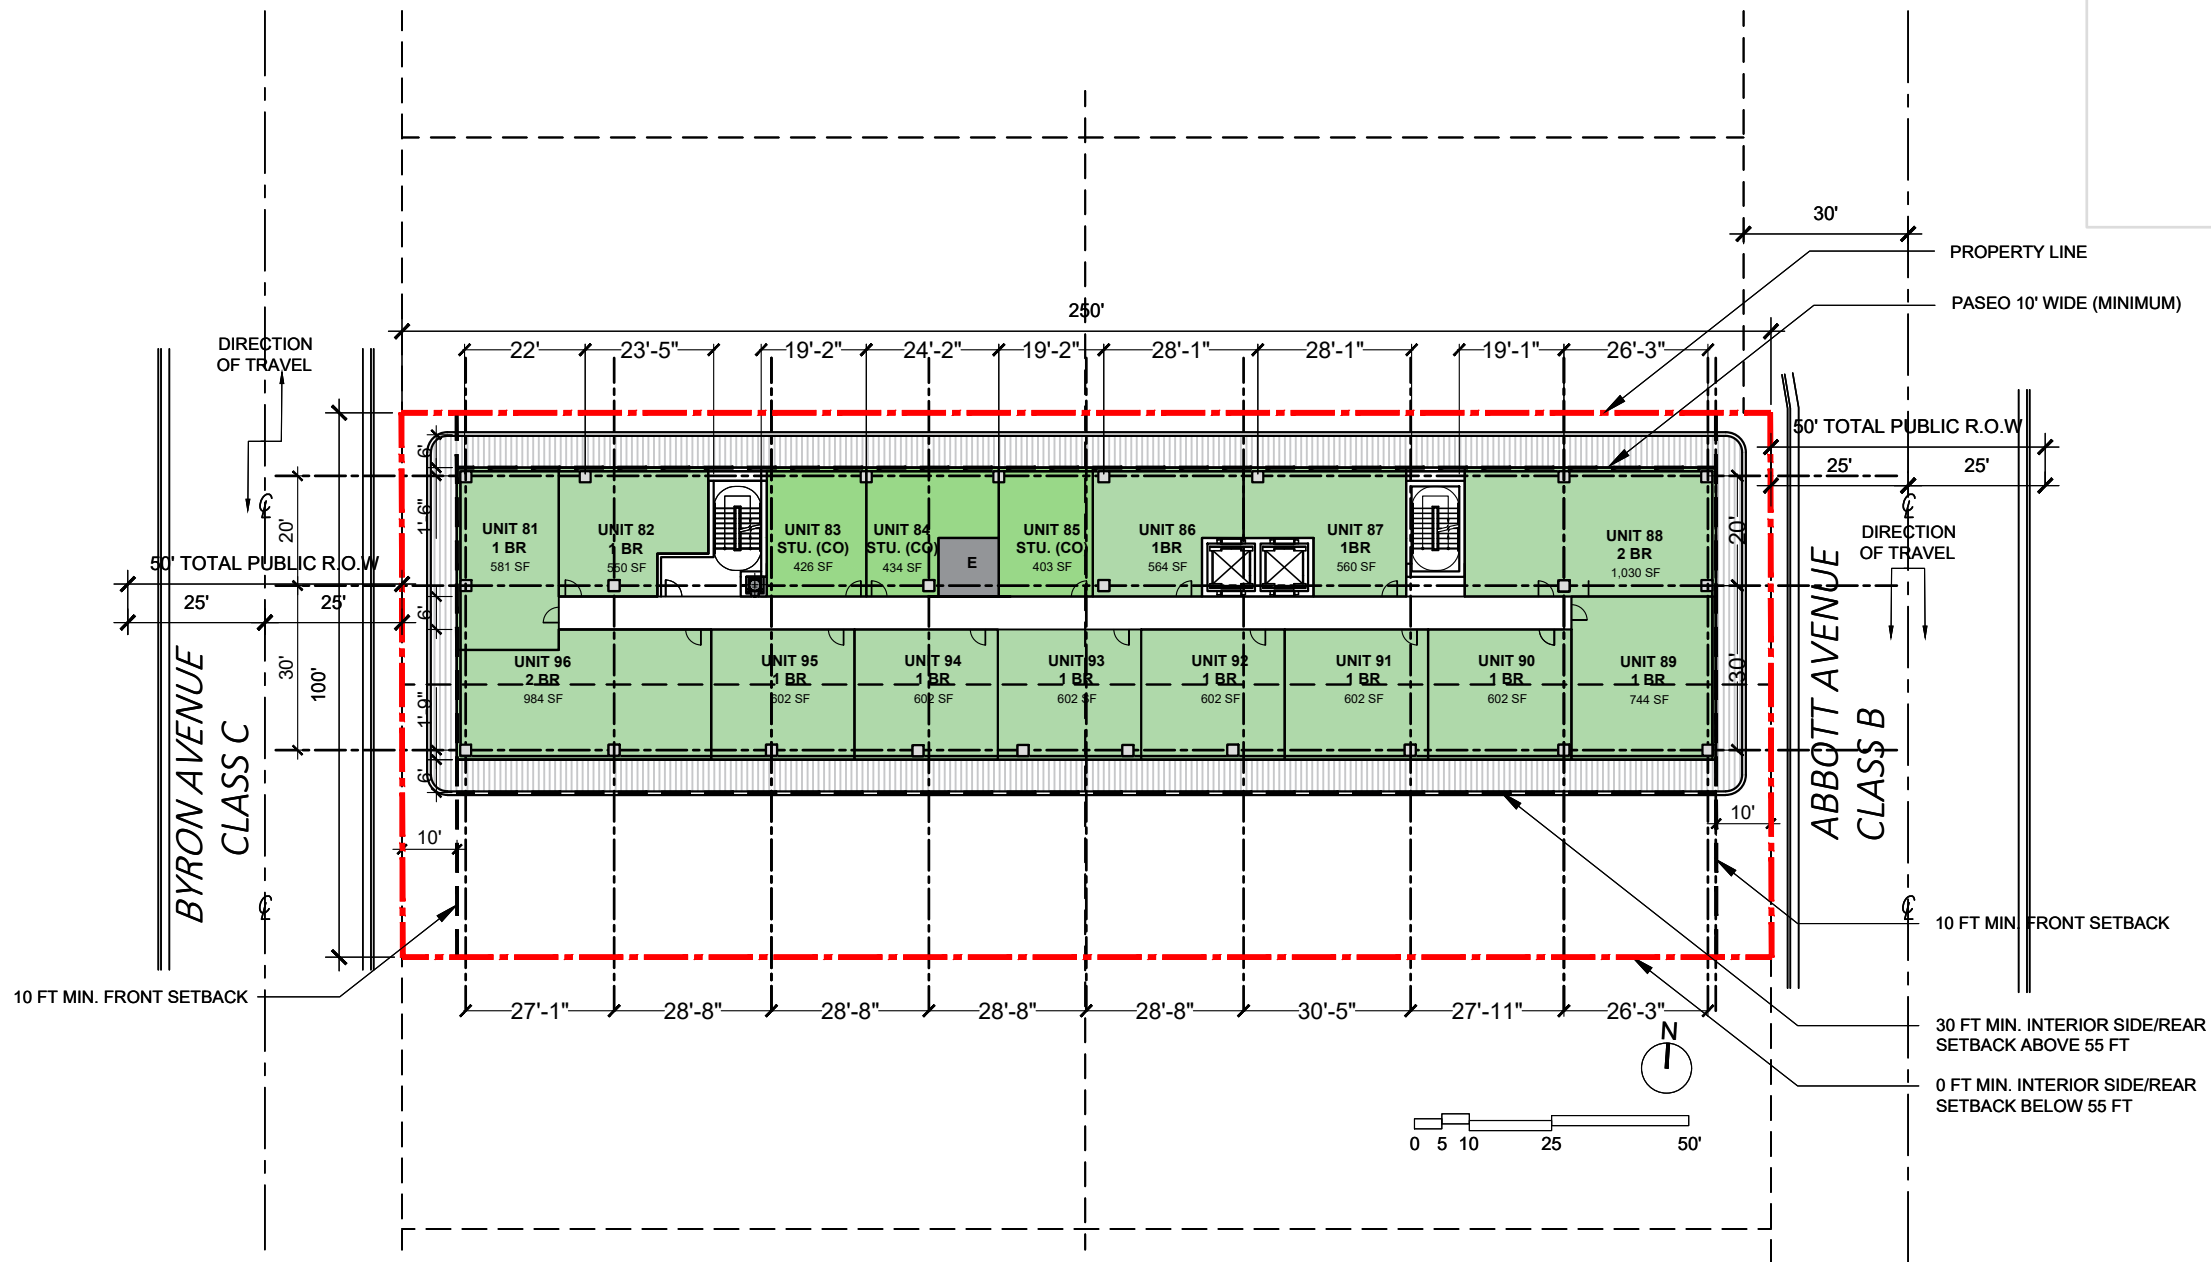 30'
PROPERTY LINE
PASEO 10' WIDE (MINIMUM)
250'
DIRECTION
OF TRAVEL
22'
23'-5"
19'-2"
24'-2"
19'-2"
28'-1"
28'-1"
19'-1"
26'-3"
50' TOTAL PUBLIC R.O.W
25'
25'
6'
1'-6"
20'
6'
30'
100'
1'-9"
6'
UNIT 81
1 BR
581 SF
UNIT 82
1 BR
550 SF
UNIT 83
STU. (CO)
426 SF
UNIT 84
STU. (CO)
434 SF
E
UNIT 85
STU. (CO)
403 SF
UNIT 86
1BR
564 SF
UNIT 87
1BR
560 SF
UNIT 88
2 BR
1,030 SF
20'
30'
DIRECTION
OF TRAVEL
50' TOTAL PUBLIC R.O.W
25'
25'
UNIT 96
2 BR
984 SF
UNIT 95
1 BR
602 SF
UNIT 94
1 BR
602 SF
UNIT 93
1 BR
602 SF
UNIT 92
1 BR
602 SF
UNIT 91
1 BR
602 SF
UNIT 90
1 BR
602 SF
UNIT 89
1 BR
744 SF
BYRON AVENUE
CLASS C
ABBOTT AVENUE
CLASS B
10'
10'
10 FT MIN. FRONT SETBACK
10 FT MIN. FRONT SETBACK
27'-1"
28'-8"
28'-8"
28'-8"
28'-8"
30'-5"
27'-11"
26'-3"
30 FT MIN. INTERIOR SIDE/REAR
SETBACK ABOVE 55 FT
N
0 FT MIN. INTERIOR SIDE/REAR
SETBACK BELOW 55 FT
0 5 10 25 50'